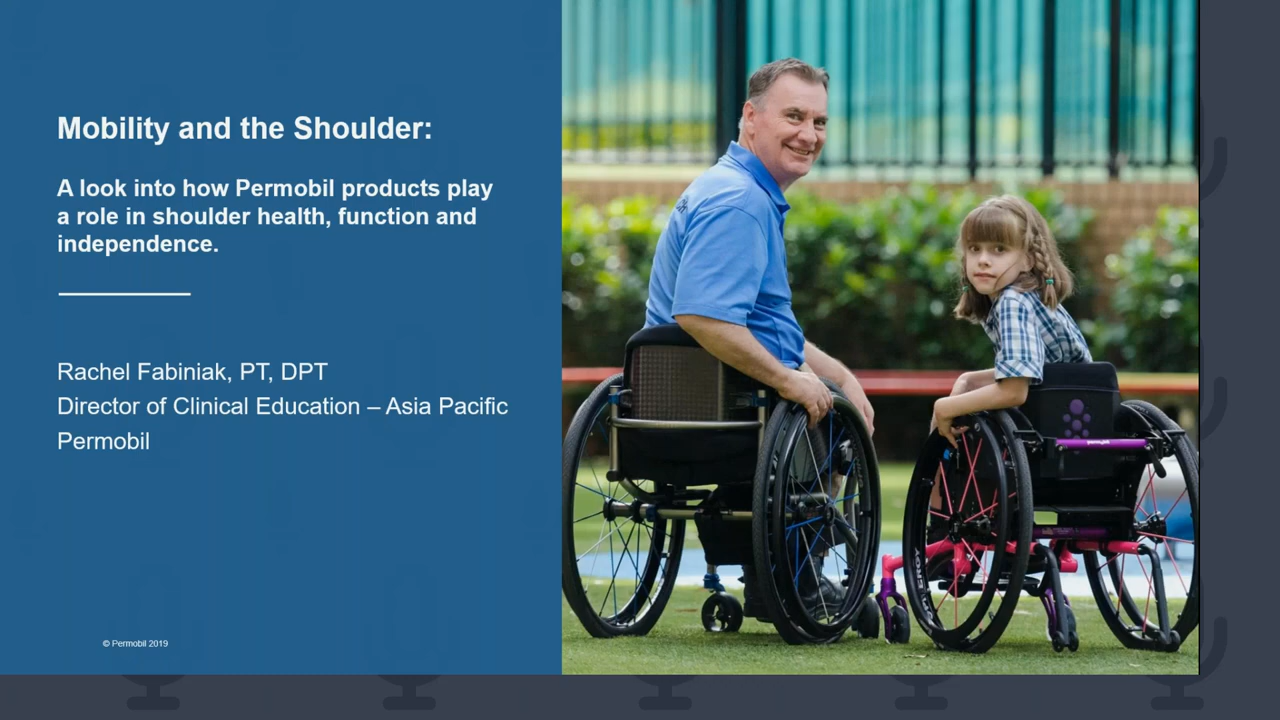 Mobility and the Shoulder:
A look into how Permobil products play
a role in shoulder health, function and
independence.
Rachel Fabiniak, PT, DPT
Director of Clinical Education – Asia Pacific
Permobil
© Permobil 2019
permobil